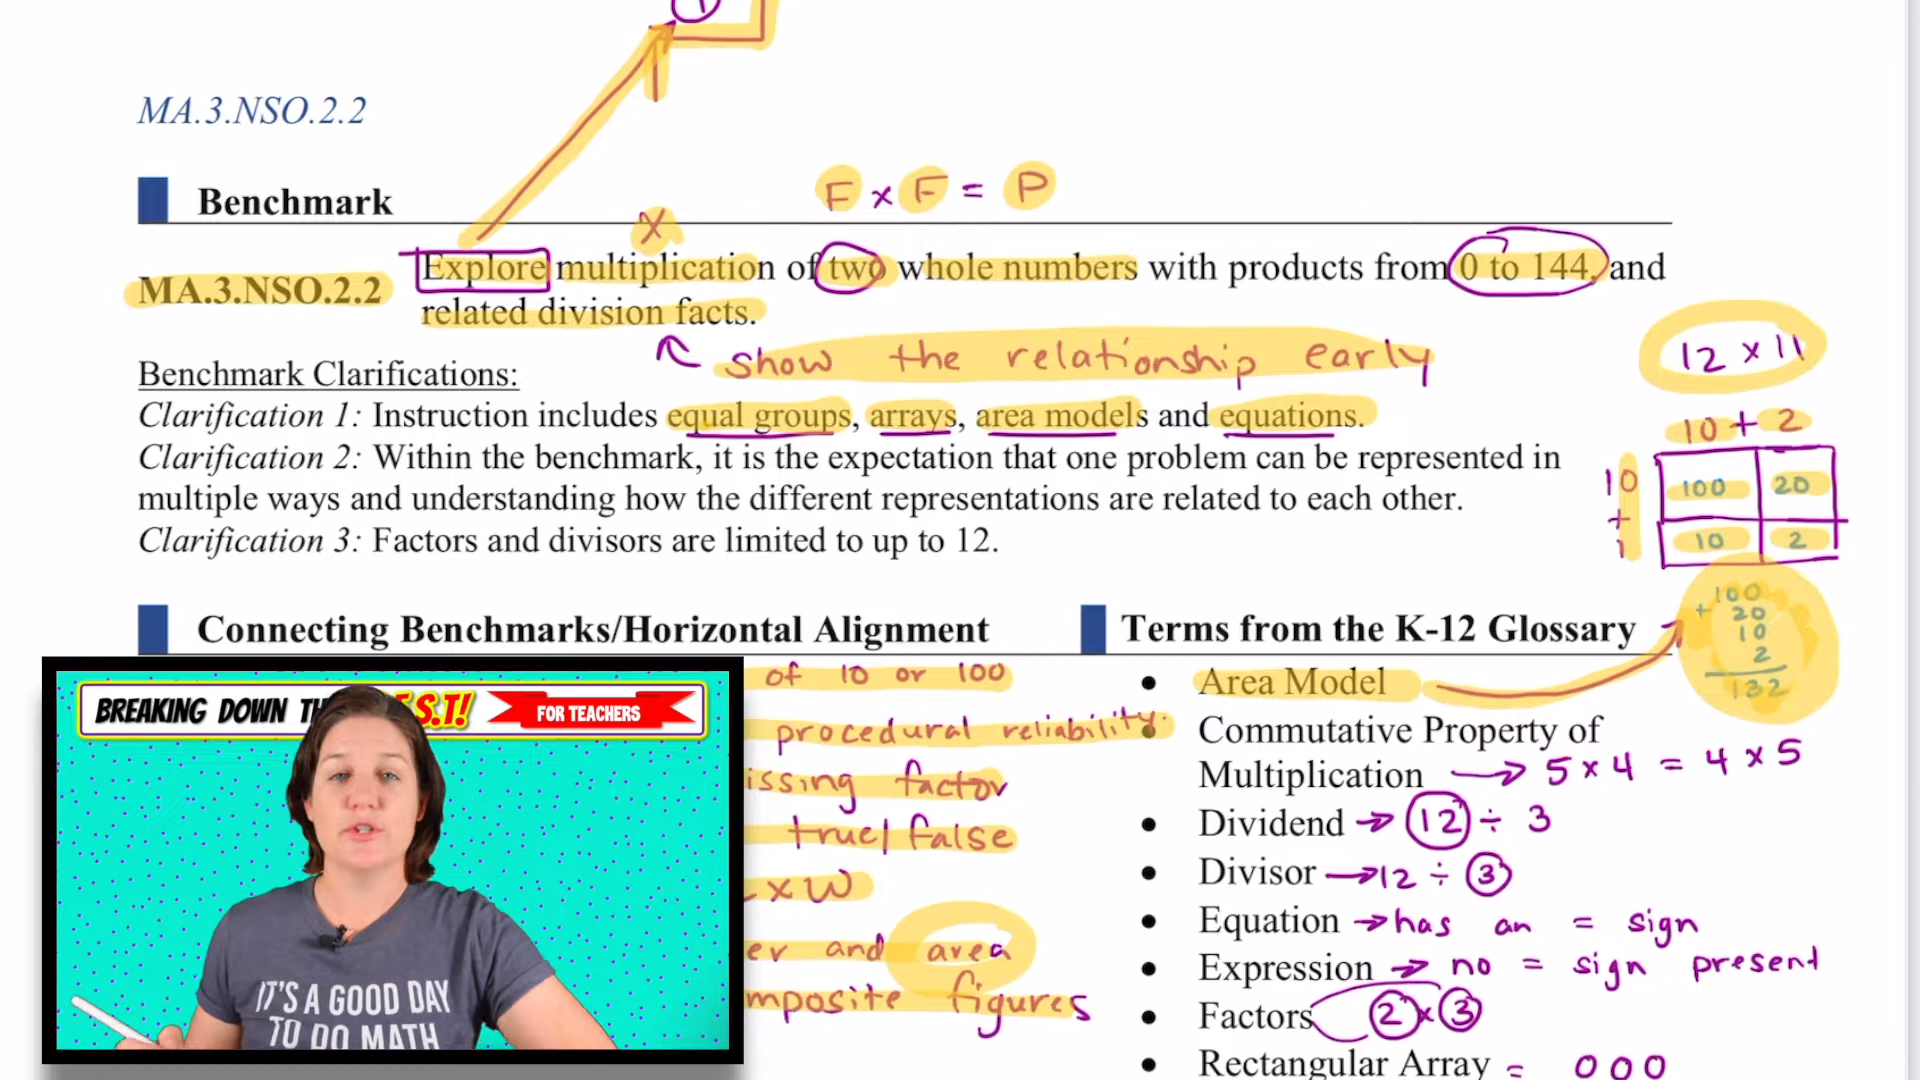 1
MA.3.NSO.2.2
Benchmark
F x F = P
x
MA.3.NSO.2.2 Explore multiplication of two whole numbers with products from 0 to 144, and
related division facts.
show the relationship early
12 x 11
Benchmark Clarifications:
Clarification 1: Instruction includes equal groups, arrays, area models and equations.
Clarification 2: Within the benchmark, it is the expectation that one problem can be represented in
multiple ways and understanding how the different representations are related to each other.
Clarification 3: Factors and divisors are limited to up to 12.
10 + 2
10 100 20
+
1 10 2
100
+ 20
10
2
132
Connecting Benchmarks/Horizontal Alignment
of 10 or 100
procedural reliability.
issing factor
true/false
x W
er and area
mposite figures
Terms from the K-12 Glossary
• Area Model
• Commutative Property of
Multiplication → 5 x 4 = 4 x 5
• Dividend → 12 ÷ 3
• Divisor → 12 ÷ 3
• Equation → has an = sign
• Expression → no = sign present
• Factors 2 x 3
• Rectangular Array = 000
BREAKING DOWN TH .S.T!
FOR TEACHERS
IT'S A GOOD DAY
TO DO MATH